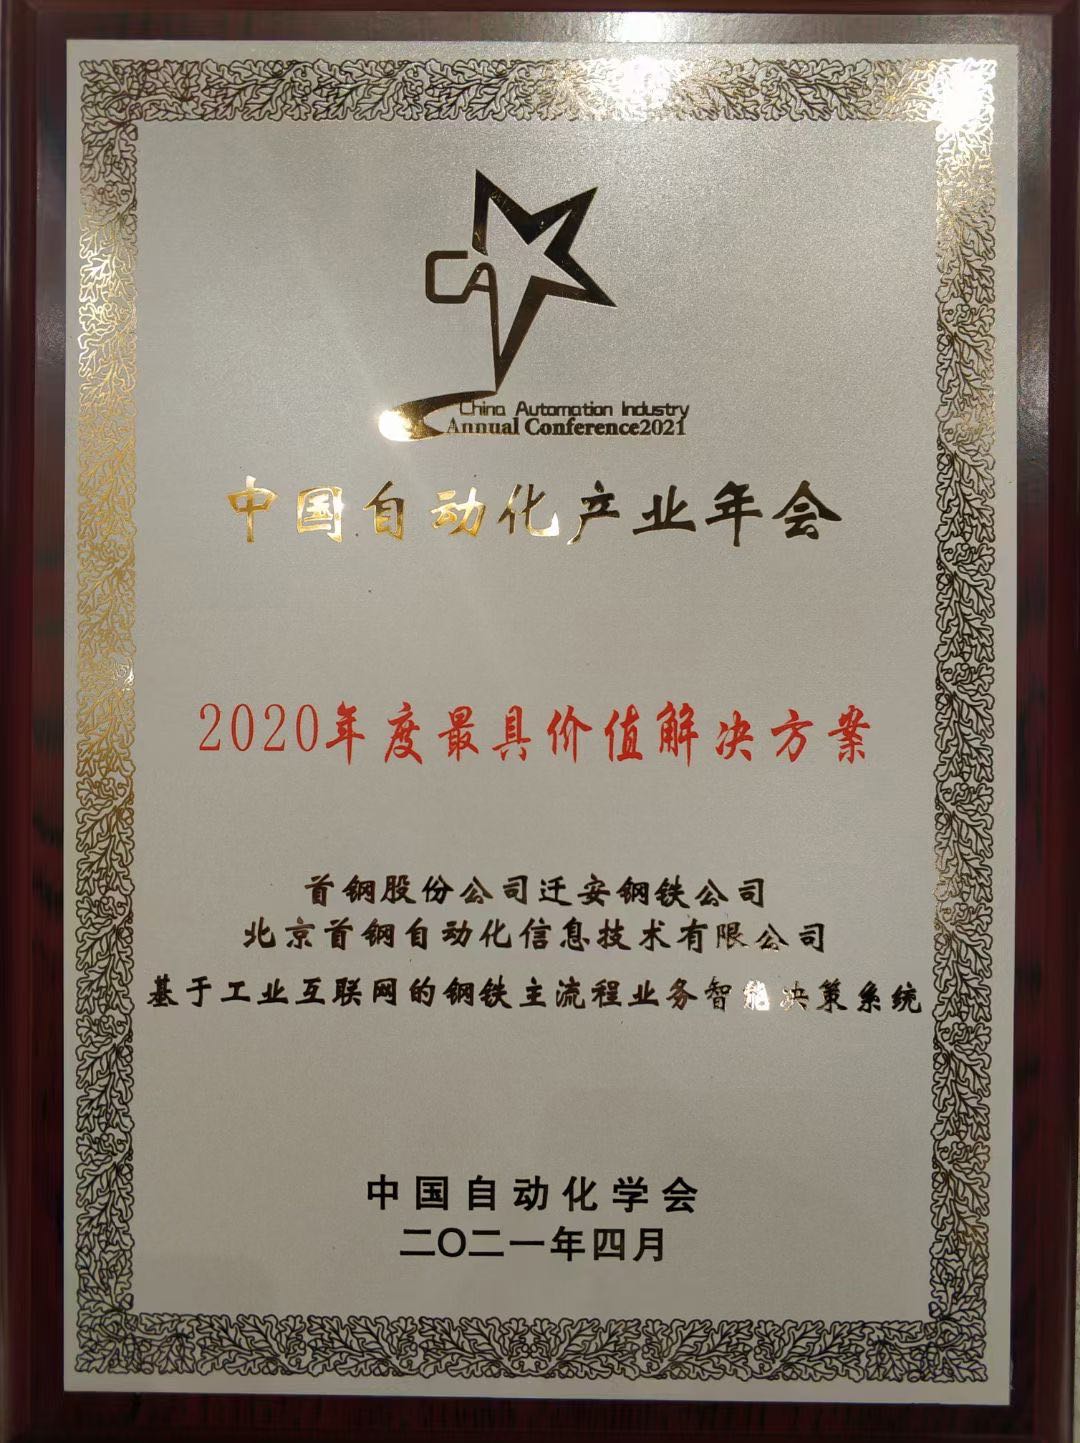 CA
China Automation Industry
Annual Conference2021
中国自动化产业年会
2020年度最具价值解决方案
首钢股份公司迁安钢铁公司
北京首钢自动化信息技术有限公司
基于工业互联网的钢铁主流程业务智能决策系统
中国自动化学会
二〇二一年四月